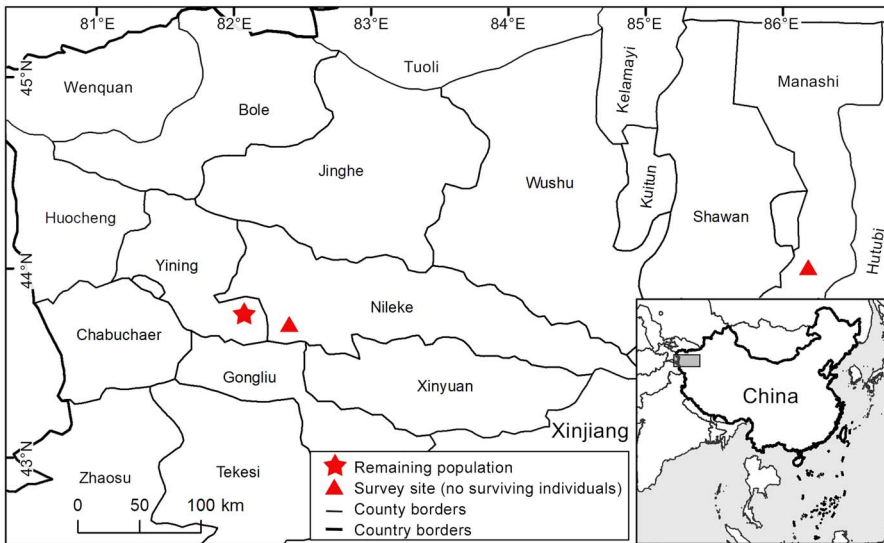 81°E 82°E 83°E 84°E 85°E 86°E
45°N
Wenquan
Tuoli
Kelamayi
Manashi
Bole
Jinghe
Wushu
Kuitun
Shawan
Huocheng
Hutubi
44°N
Yining
Nileke
Chabuchaer
Gongliu
Xinyuan
China
Xinjiang
43°N
Zhaosu
Tekesi
Remaining population
Survey site (no surviving individuals)
County borders
Country borders
0 50 100 km